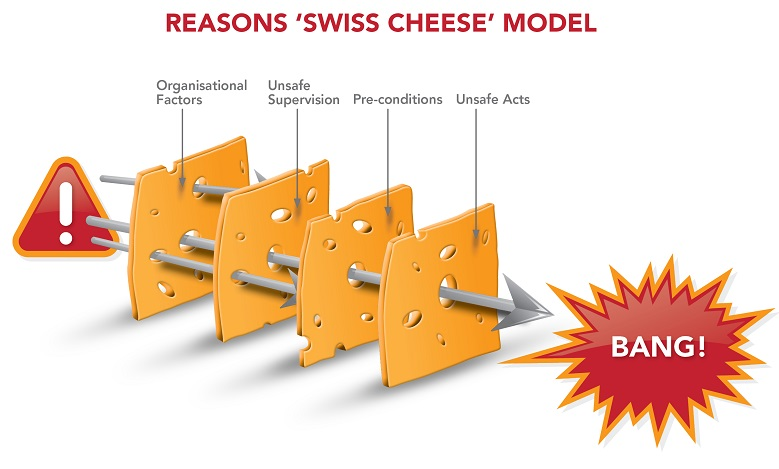 REASONS ‘SWISS CHEESE’ MODEL
Organisational
Factors
Unsafe
Supervision
Pre-conditions
Unsafe Acts
!
BANG!